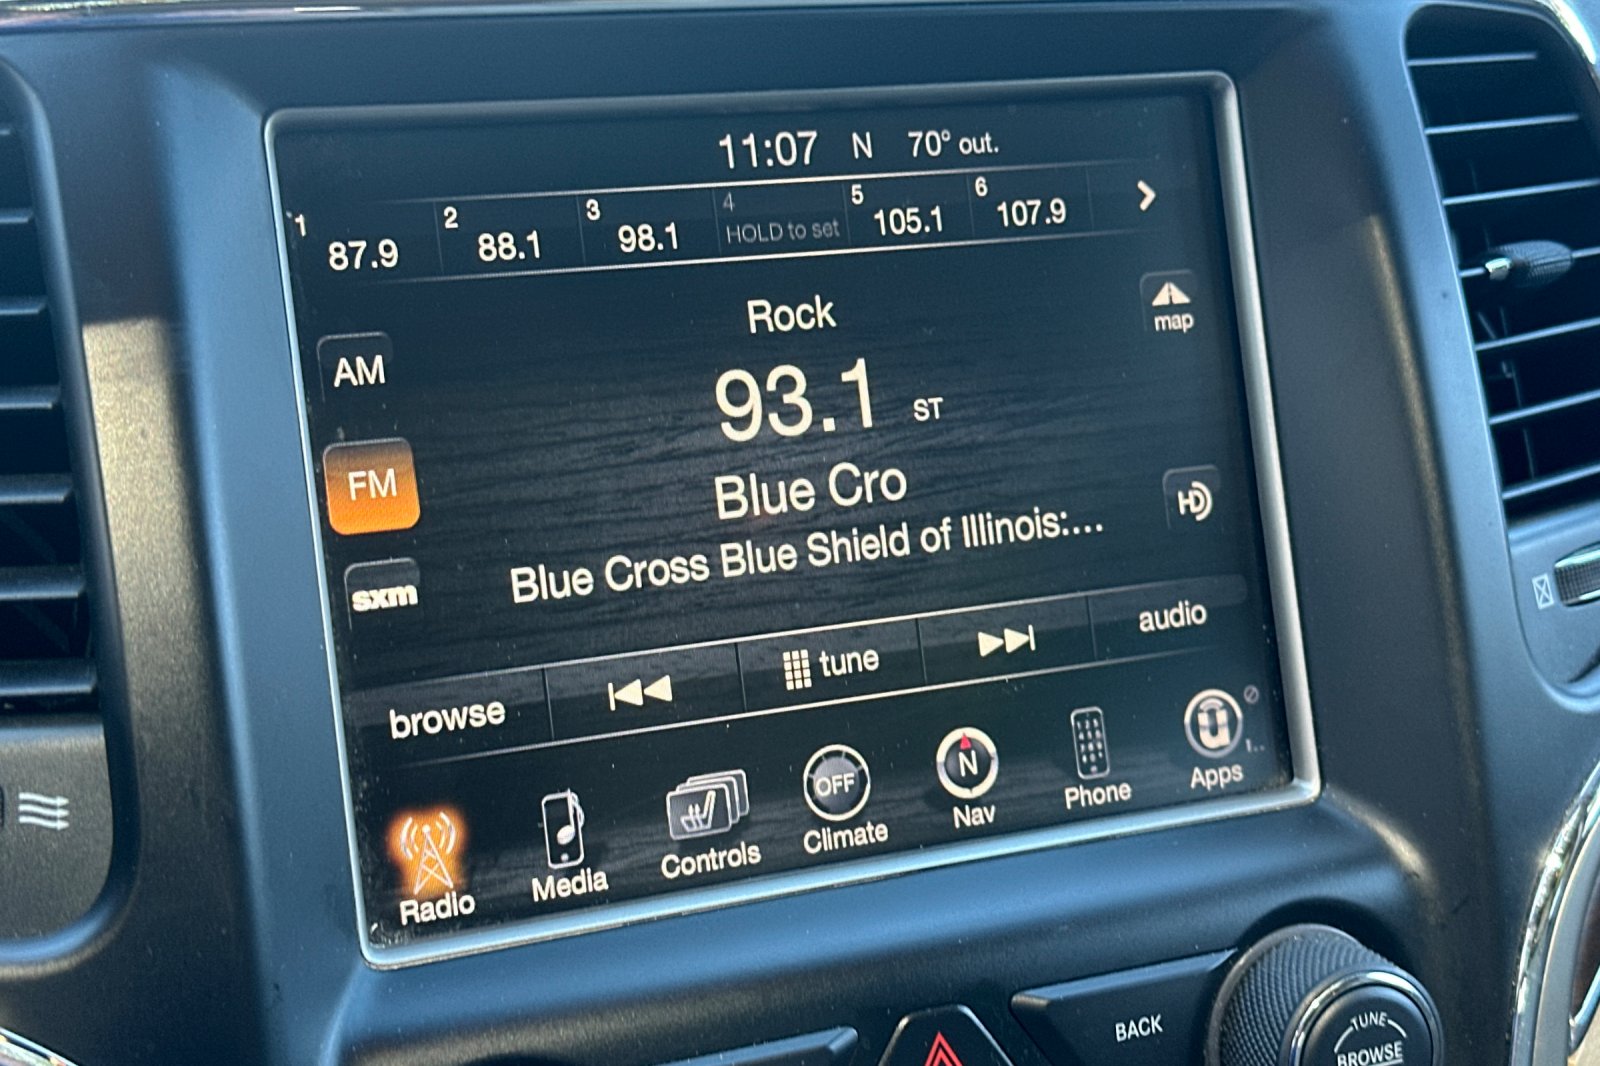 11:07 N 70° out.
1 87.9 2 88.1 3 98.1 4 HOLD to set 5 105.1 6 107.9
Rock
map
AM
93.1 ST
FM
Blue Cro
HD
Blue Cross Blue Shield of Illinois:...
sxm
browse tune audio
OFF N
Radio Media Controls Climate Nav Phone Apps
BACK
TUNE
BROWSE